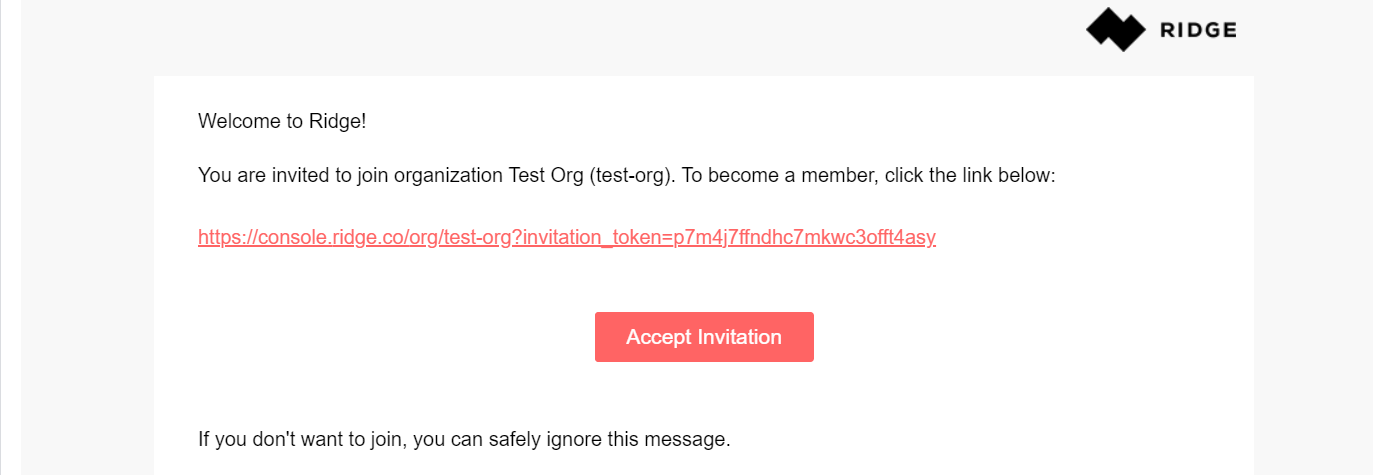 RIDGE
Welcome to Ridge!
You are invited to join organization Test Org (test-org). To become a member, click the link below:
https://console.ridge.co/org/test-org?invitation_token=p7m4j7ffndhc7mkwc3offt4asy
Accept Invitation
If you don't want to join, you can safely ignore this message.